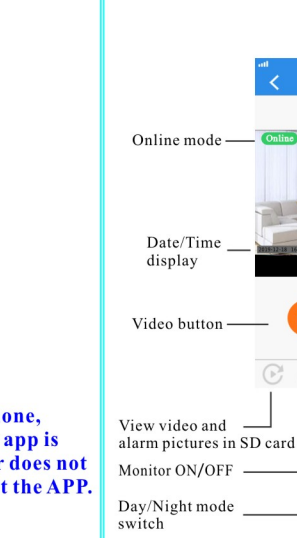 Online mode
Online
Date/Time
display
Video button
one,
app is
does not
t the APP.
View video and
alarm pictures in SD card
Monitor ON/OFF
Day/Night mode
switch